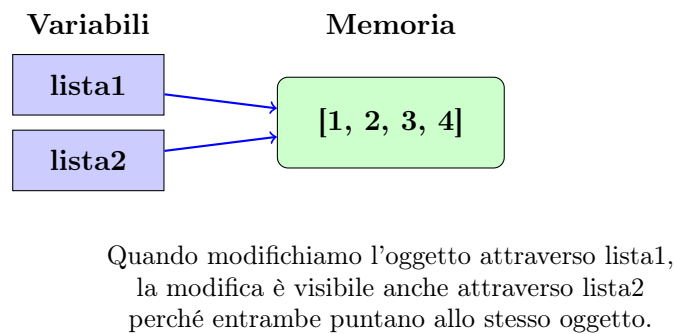 Variabili
Memoria
lista1
[1, 2, 3, 4]
lista2
Quando modifichiamo l'oggetto attraverso lista1,
la modifica è visibile anche attraverso lista2
perché entrambe puntano allo stesso oggetto.